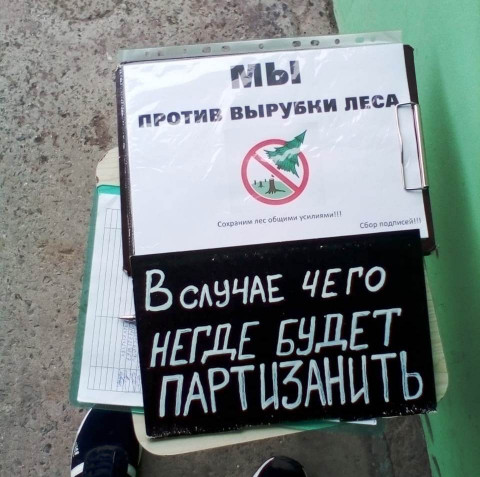 МЫ
ПРОТИВ ВЫРУБКИ ЛЕСА
Сохраним лес общими усилиями!!!
Сбор подписей!!!
В СЛУЧАЕ ЧЕГО
НЕГДЕ БУДЕТ
ПАРТИЗАНИТЬ